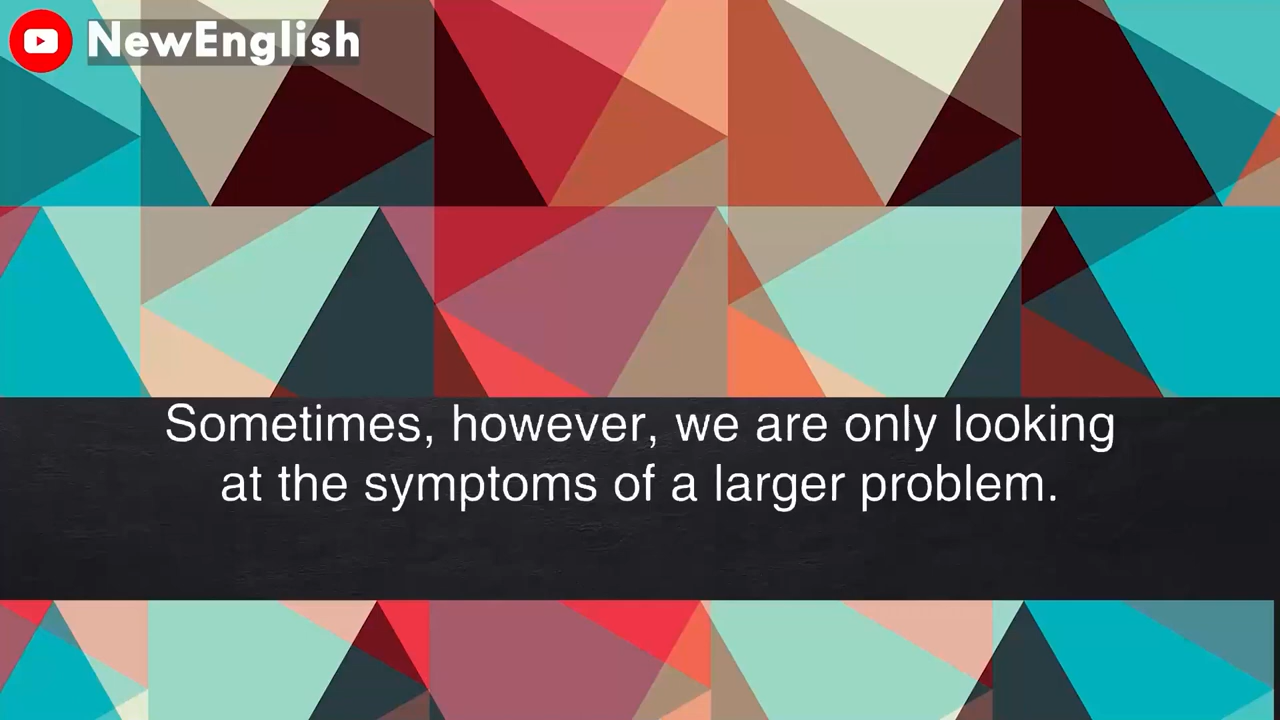 NewEnglish
Sometimes, however, we are only looking
at the symptoms of a larger problem.